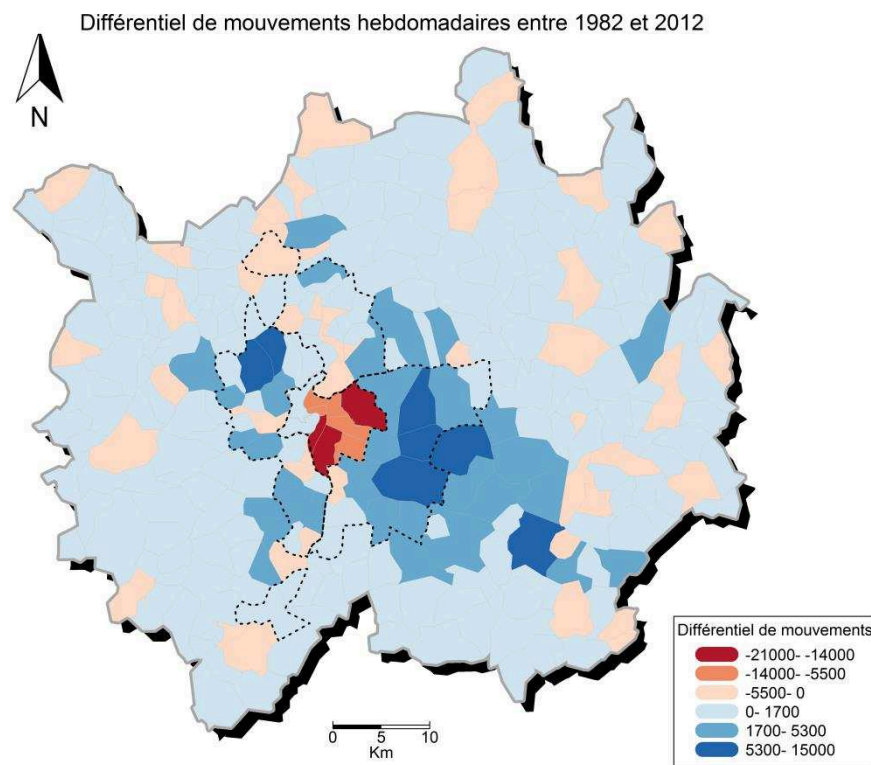 Différentiel de mouvements hebdomadaires entre 1982 et 2012
N
Différentiel de mouvements
-21000- -14000
-14000- -5500
-5500- 0
0- 1700
1700- 5300
5300- 15000
0 5 10
Km